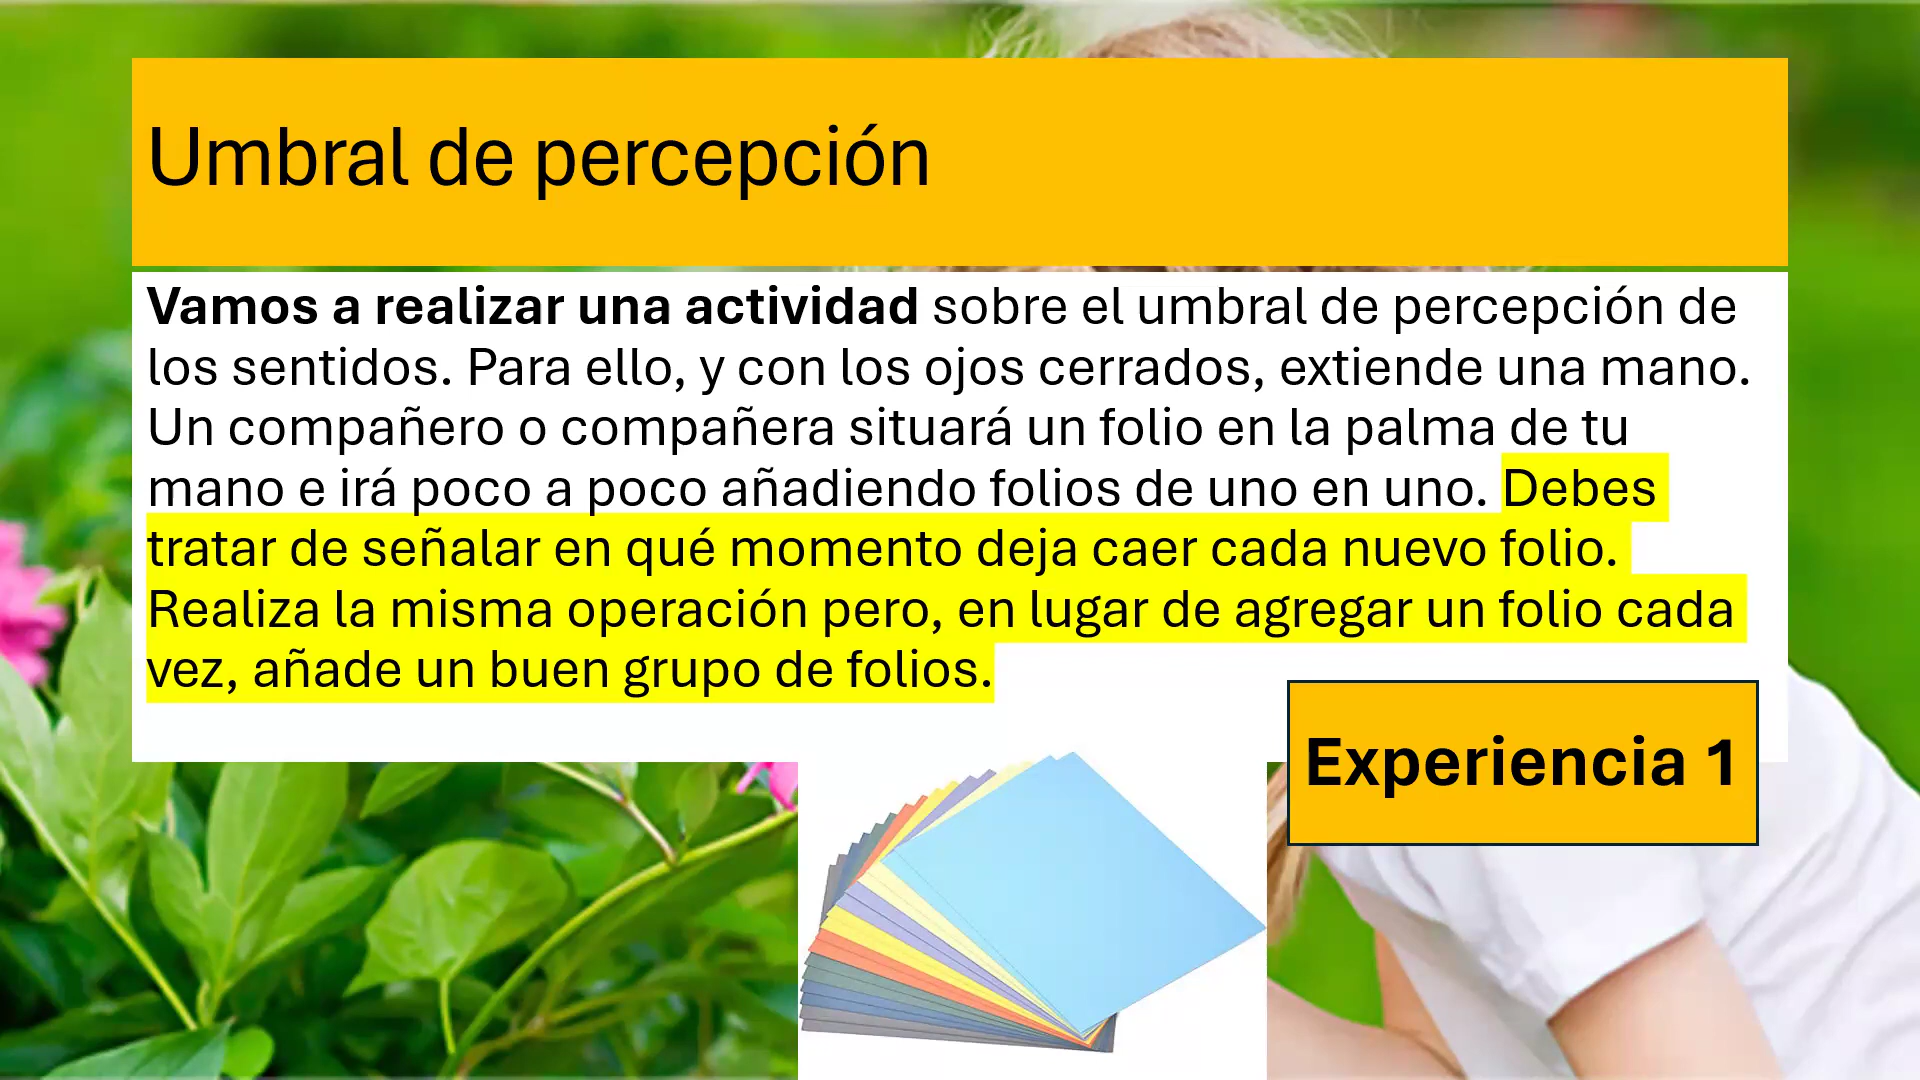 Umbral de percepción
Vamos a realizar una actividad sobre el umbral de percepción de
los sentidos. Para ello, y con los ojos cerrados, extiende una mano.
Un compañero o compañera situará un folio en la palma de tu
mano e irá poco a poco añadiendo folios de uno en uno. Debes
tratar de señalar en qué momento deja caer cada nuevo folio.
Realiza la misma operación pero, en lugar de agregar un folio cada
vez, añade un buen grupo de folios.
Experiencia 1